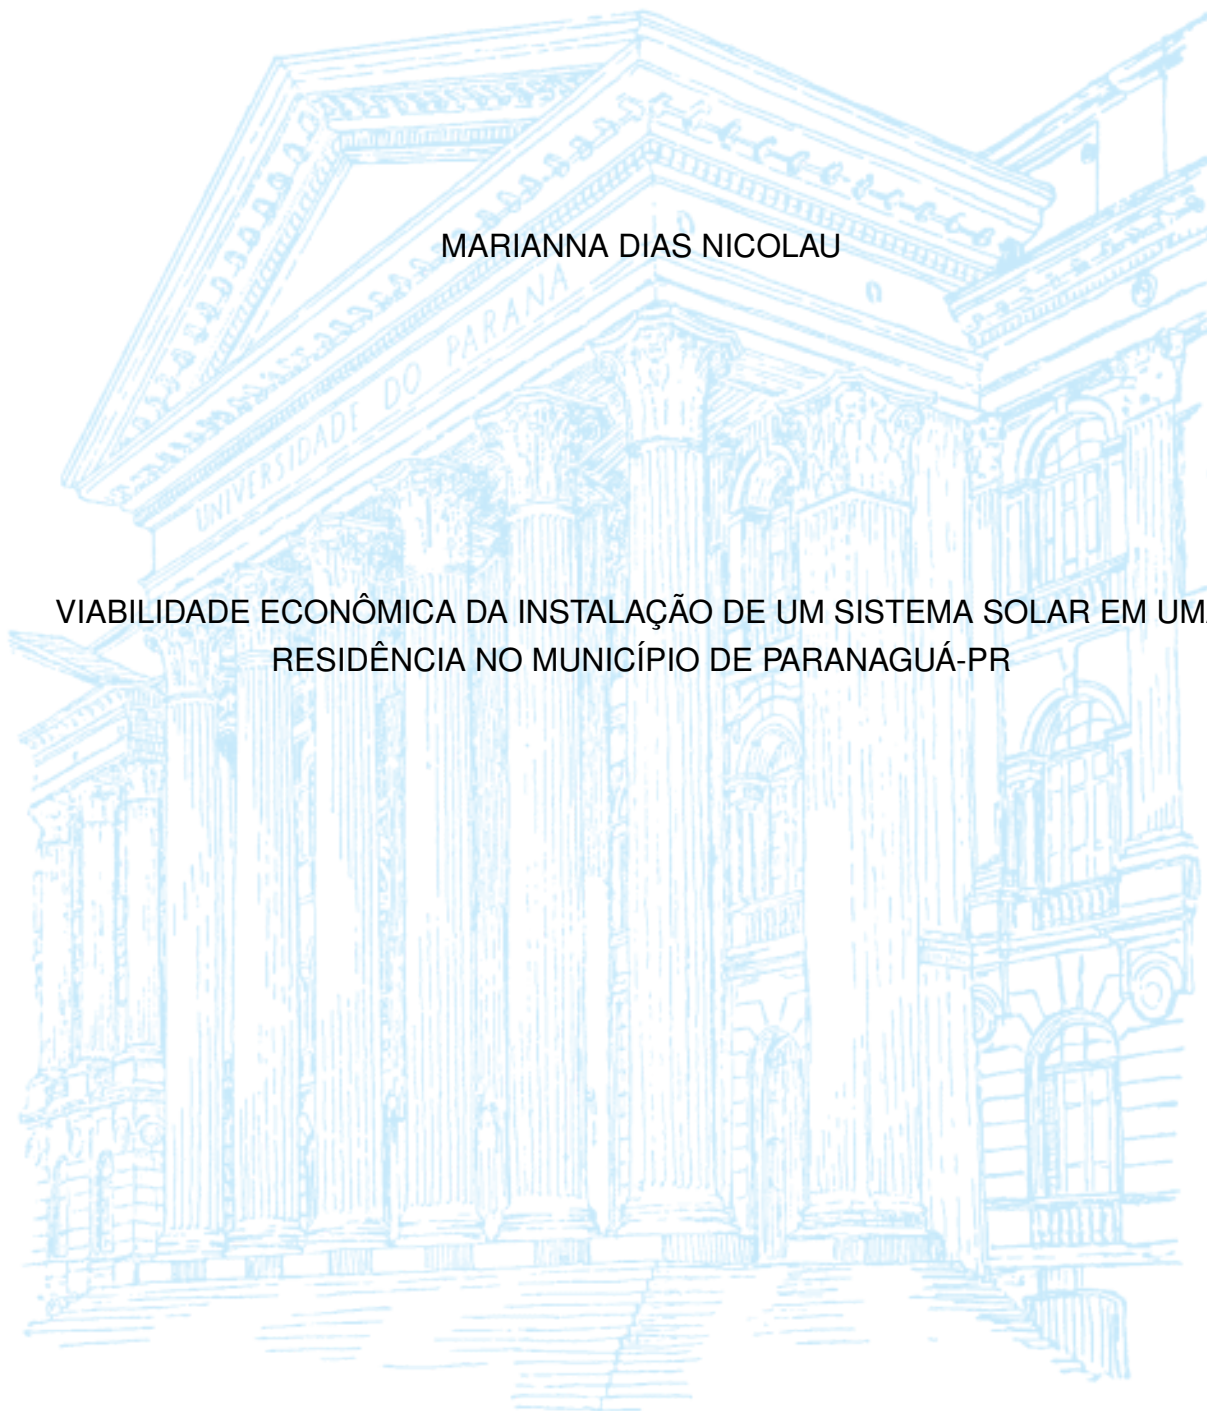 MARIANNA DIAS NICOLAU
UNIVERSIDADE DO PARANA
VIABILIDADE ECONÔMICA DA INSTALAÇÃO DE UM SISTEMA SOLAR EM UMA
RESIDÊNCIA NO MUNICÍPIO DE PARANAGUÁ-PR